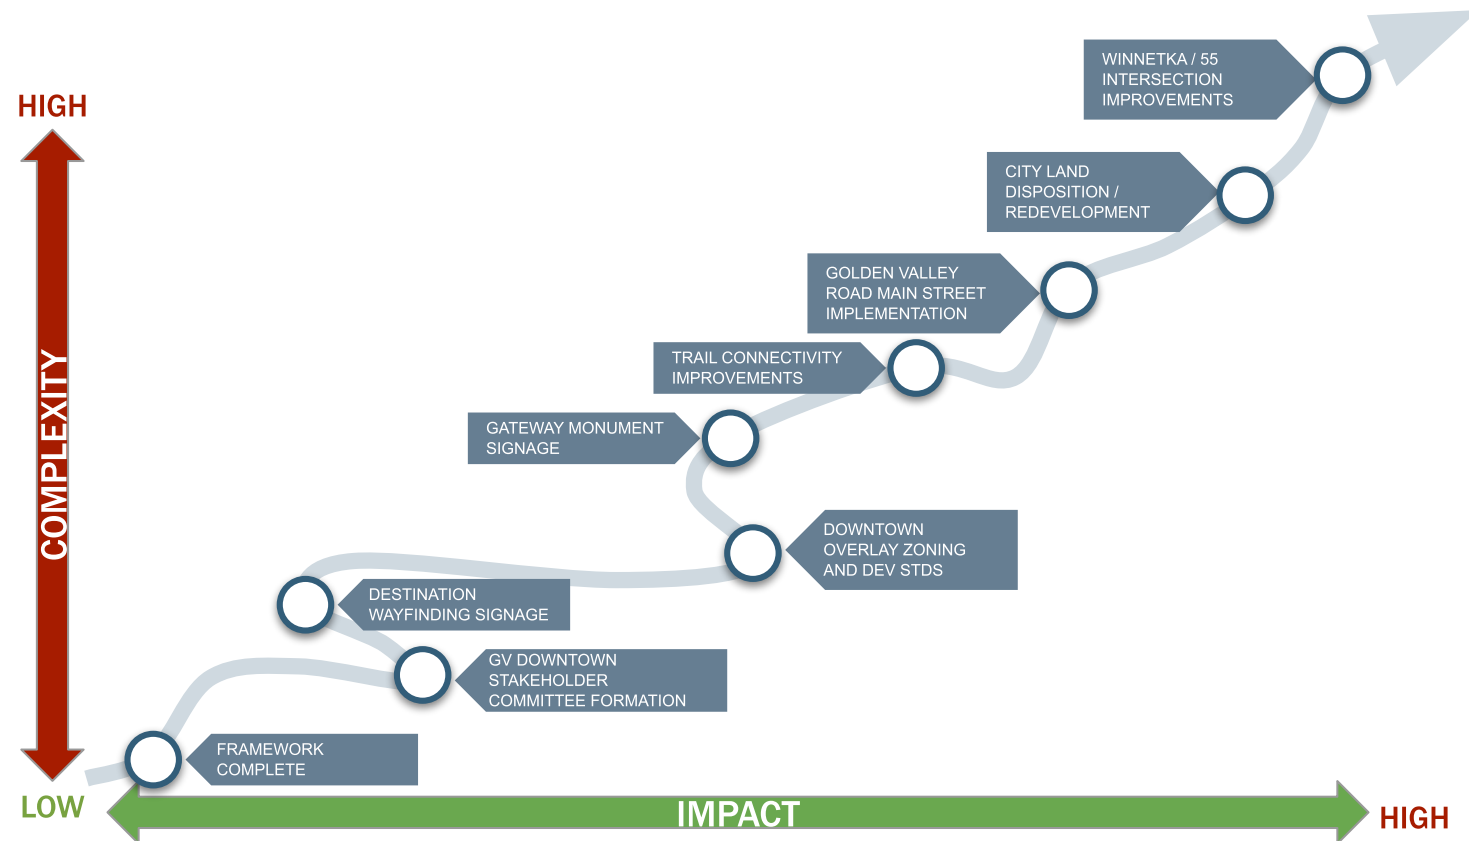 WINNETKA / 55
INTERSECTION
IMPROVEMENTS
HIGH
CITY LAND
DISPOSITION /
REDEVELOPMENT
GOLDEN VALLEY
ROAD MAIN STREET
IMPLEMENTATION
TRAIL CONNECTIVITY
IMPROVEMENTS
GATEWAY MONUMENT
SIGNAGE
COMPLEXITY
DOWNTOWN
OVERLAY ZONING
AND DEV STDS
DESTINATION
WAYFINDING SIGNAGE
GV DOWNTOWN
STAKEHOLDER
COMMITTEE FORMATION
FRAMEWORK
COMPLETE
LOW
IMPACT
HIGH